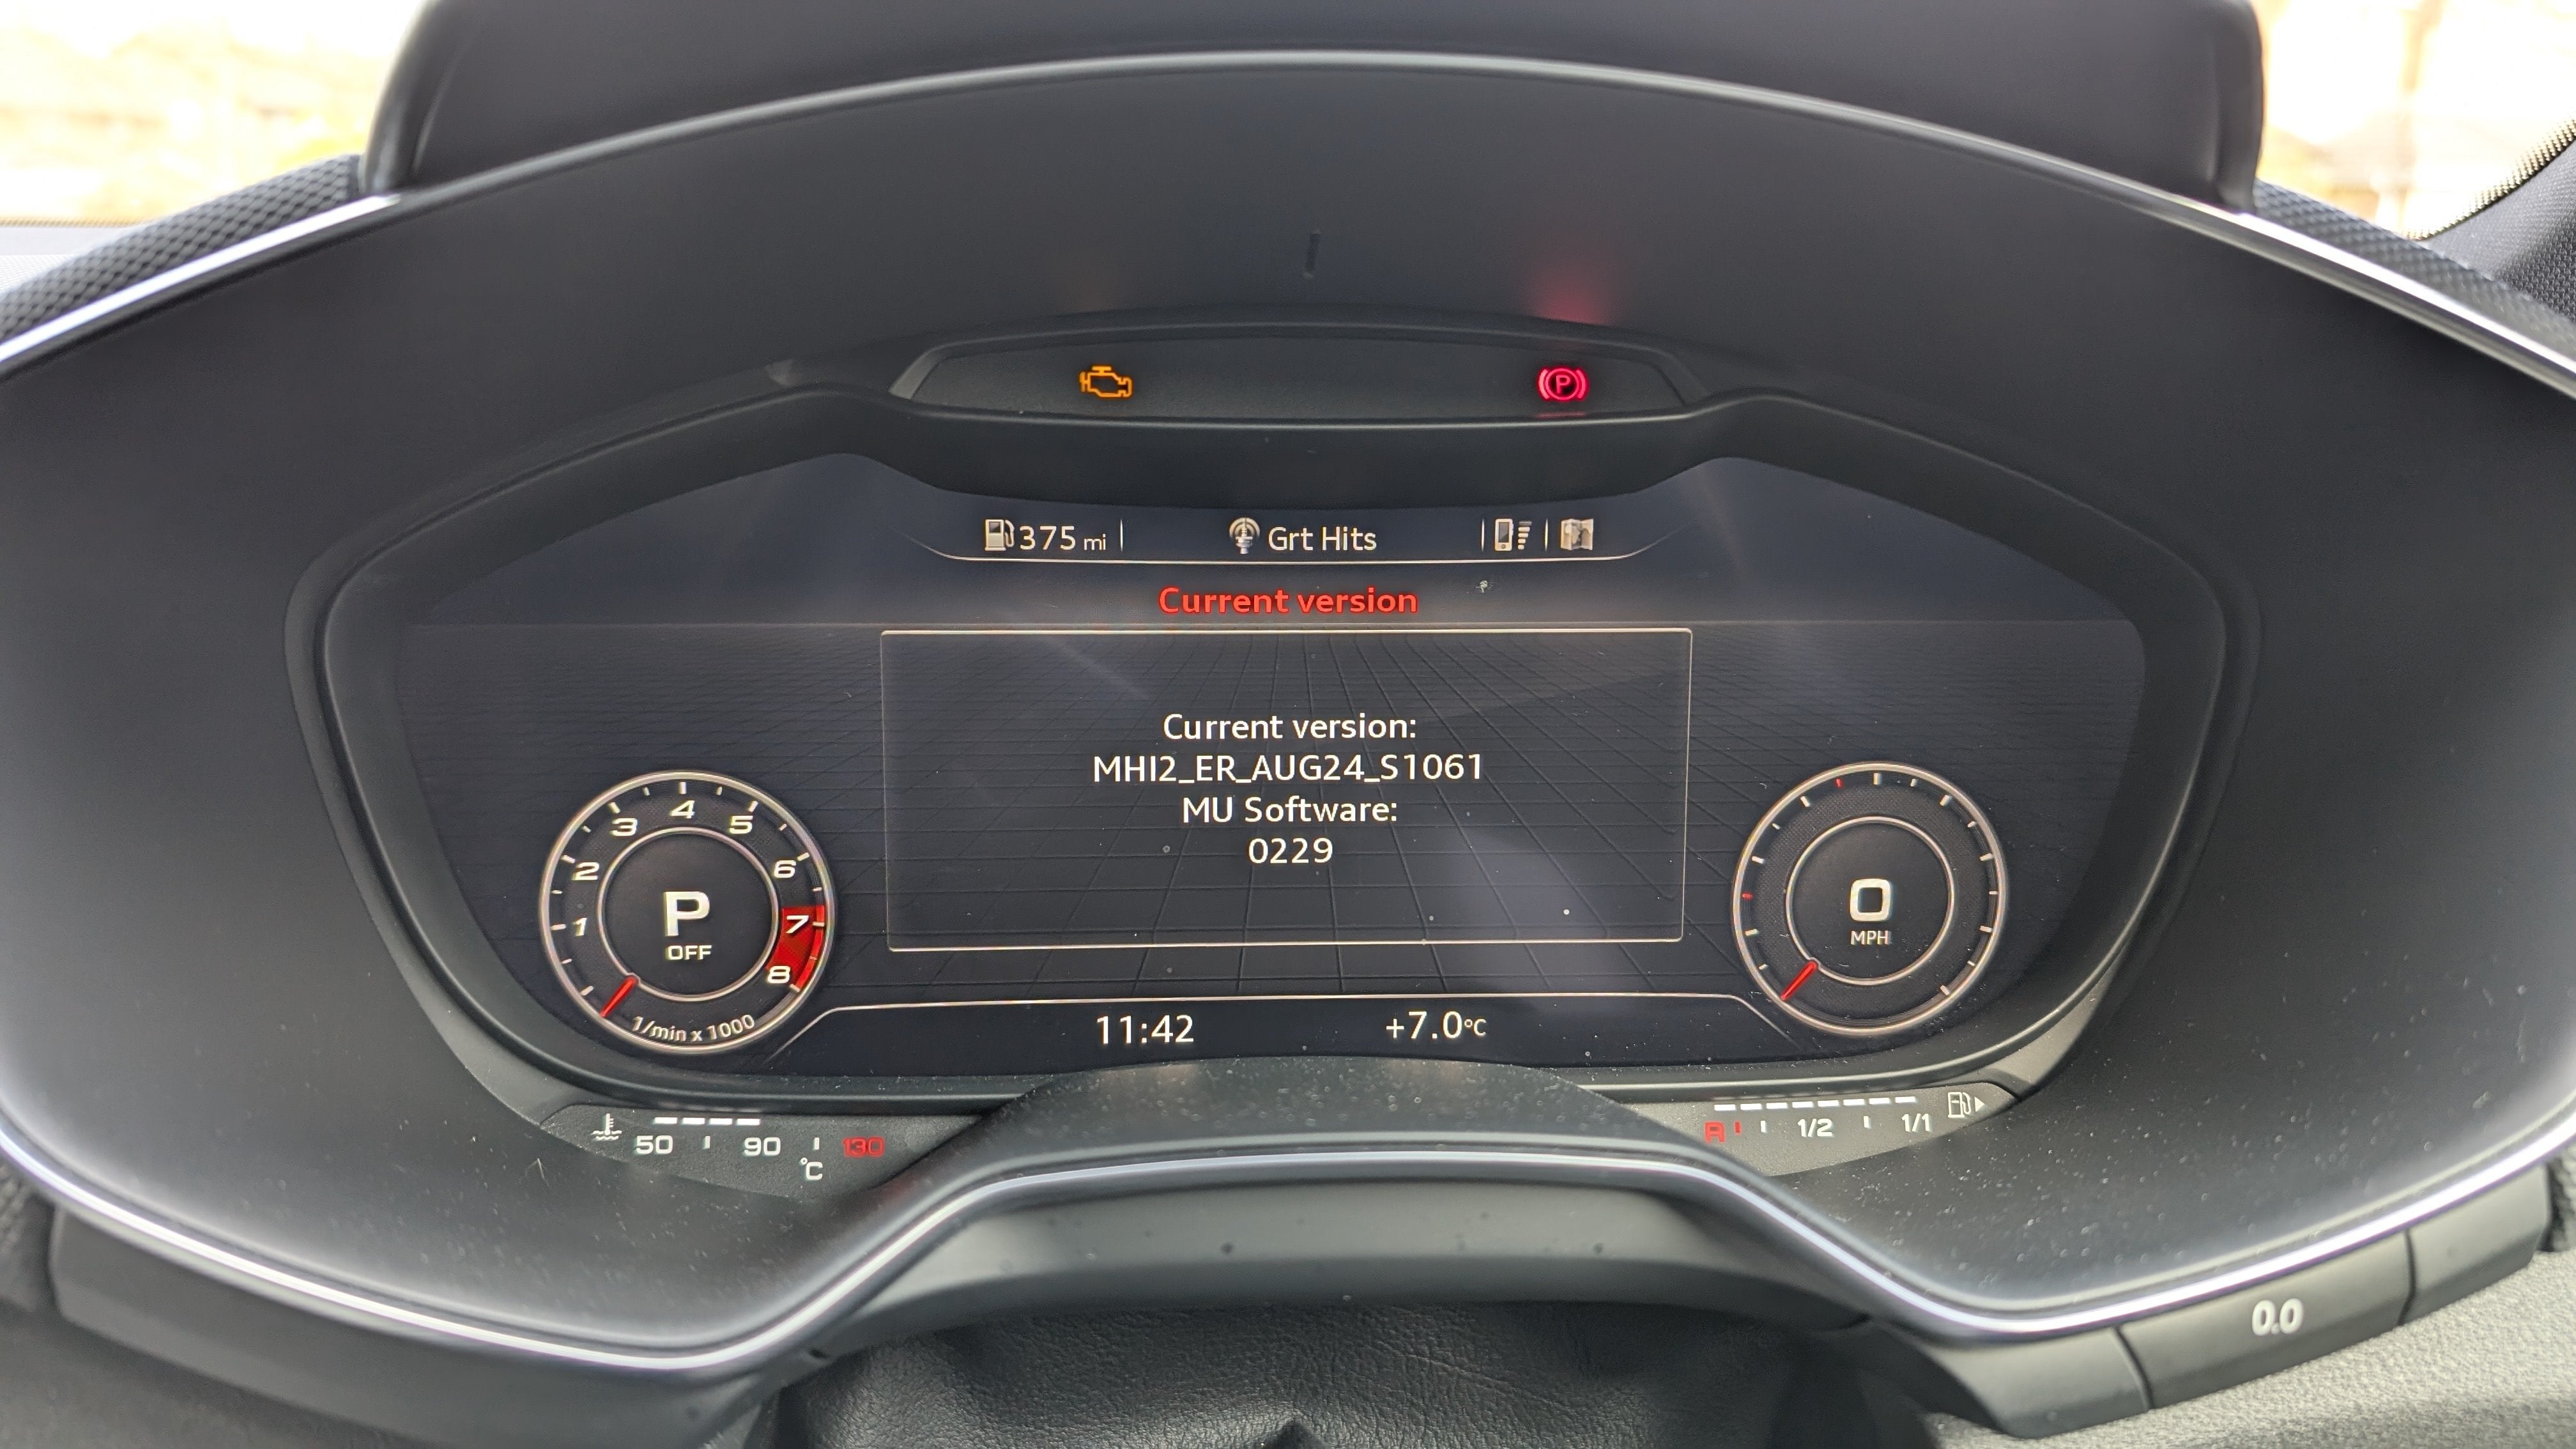 P
375 mi
Grt Hits
Current version
Current version:
MHI2_ER_AUG24_S1061
MU Software:
0229
1
2
3
4
5
6
7
8
P
OFF
1/min x 1000
0
MPH
11:42
+7.0°C
50
90
130
°C
R
1/2
1/1
0.0